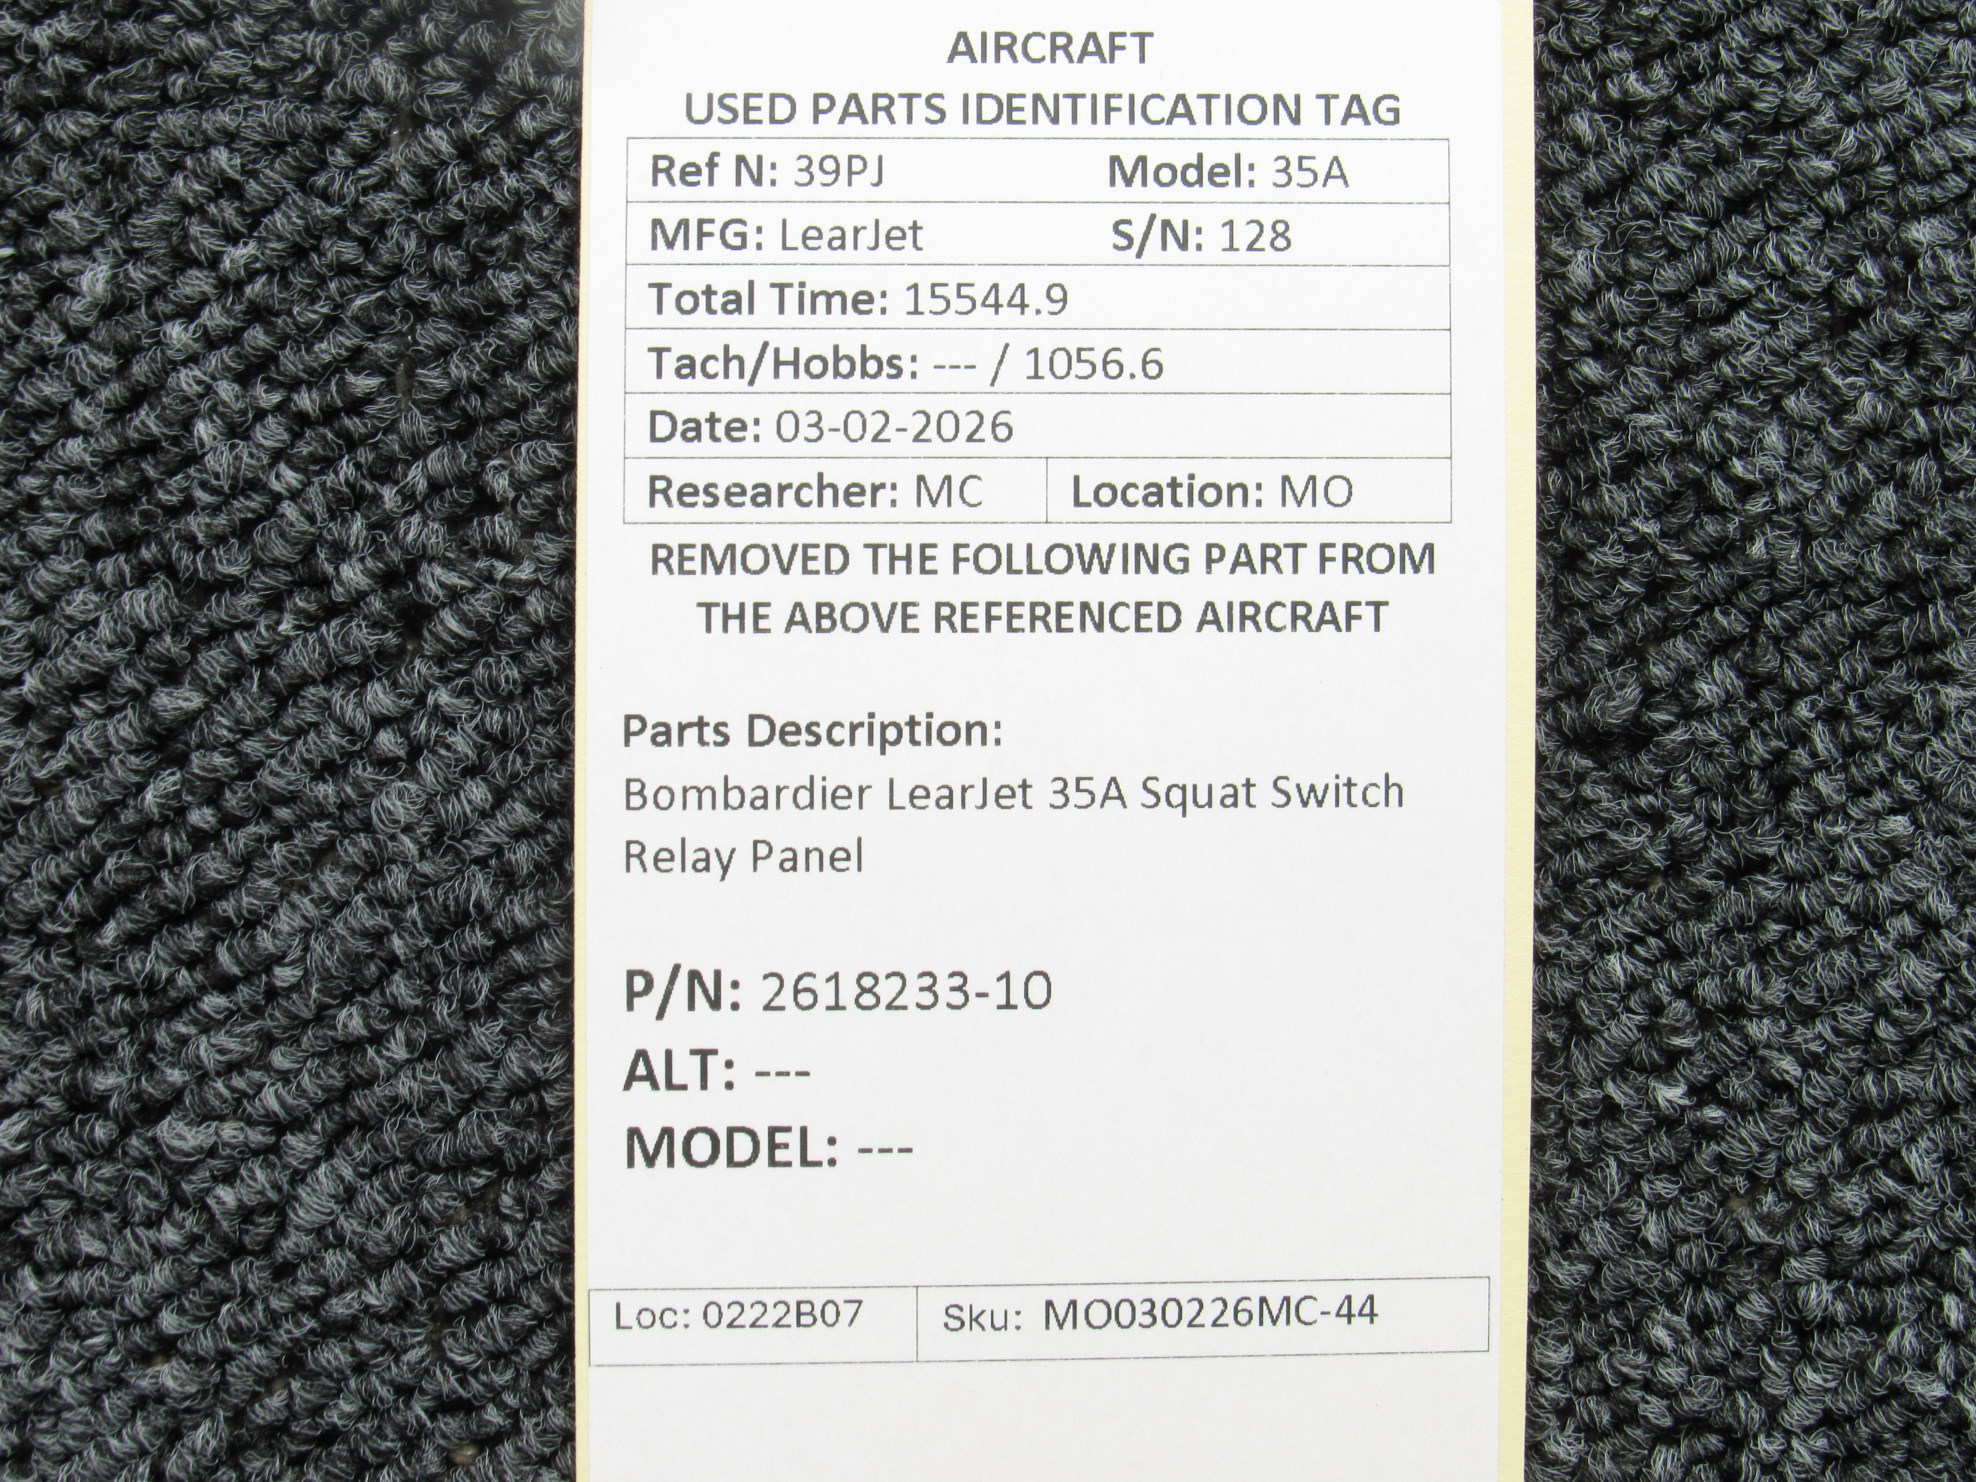 AIRCRAFT
USED PARTS IDENTIFICATION TAG
Ref N: 39PJ Model: 35A
MFG: LearJet S/N: 128
Total Time: 15544.9
Tach/Hobbs: --- / 1056.6
Date: 03-02-2026
Researcher: MC Location: MO
REMOVED THE FOLLOWING PART FROM
THE ABOVE REFERENCED AIRCRAFT
Parts Description:
Bombardier LearJet 35A Squat Switch
Relay Panel
P/N: 2618233-10
ALT: ---
MODEL: ---
Loc: 0222B07 Sku: MO030226MC-44